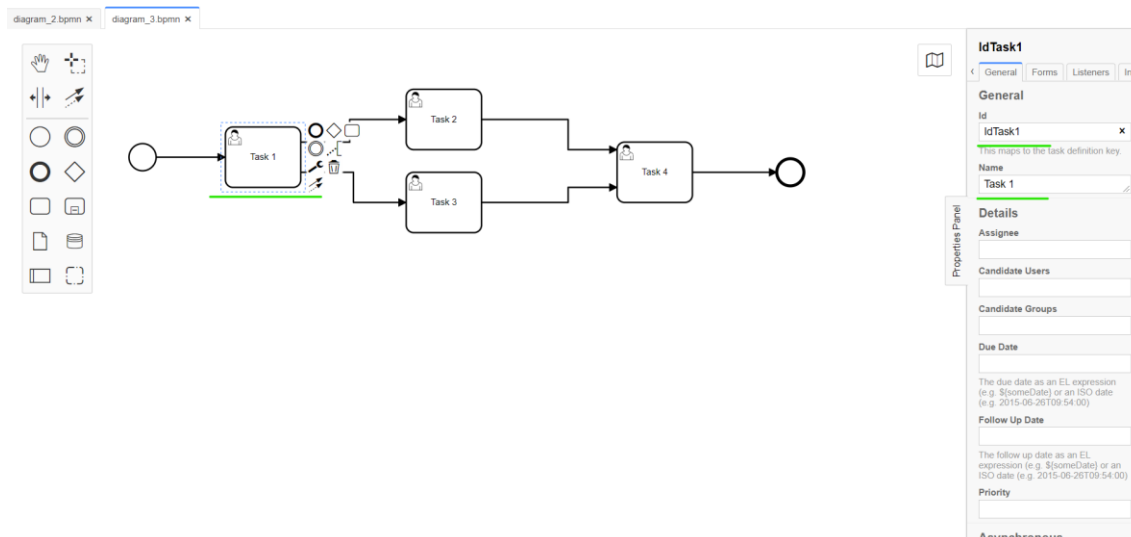 diagram_2.bpmn ×
diagram_3.bpmn ×
Task 1
Task 2
Task 3
Task 4
Properties Panel
IdTask1
General
Forms
Listeners
In
General
Id
IdTask1
This maps to the task definition key.
Name
Task 1
Details
Assignee
Candidate Users
Candidate Groups
Due Date
The due date as an EL expression
(e.g. ${someDate} or an ISO date
(e.g. 2015-06-26T09:54:00)
Follow Up Date
The follow up date as an EL
expression (e.g. ${someDate} or an
ISO date (e.g. 2015-06-26T09:54:00)
Priority
Asynchronous